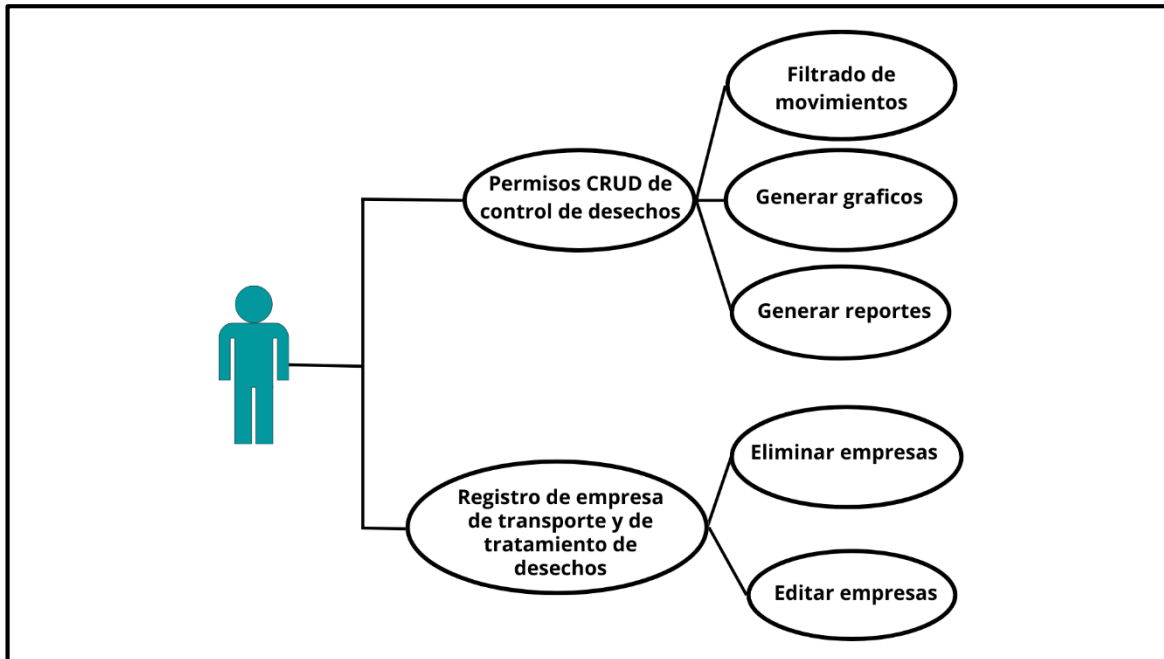 Filtrado de
movimientos
Permisos CRUD de
control de desechos
Generar graficos
Generar reportes
Registro de empresa
de transporte y de
tratamiento de
desechos
Eliminar empresas
Editar empresas